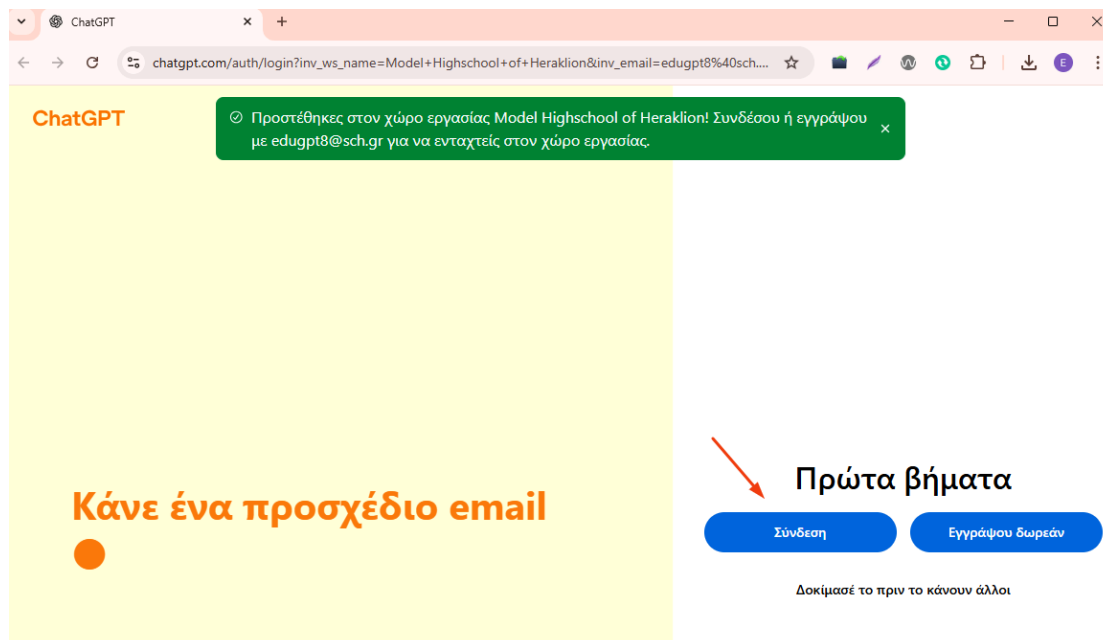 ChatGPT
chatgpt.com/auth/login?inv_ws_name=Model+Highschool+of+Heraklion&inv_email=edugpt8%40sch....
E
ChatGPT
Προστέθηκες στον χώρο εργασίας Model Highschool of Heraklion! Συνδέσου ή εγγράψου
με edugpt8@sch.gr για να ενταχτείς στον χώρο εργασίας.
Κάνε ένα προσχέδιο email
Πρώτα βήματα
Σύνδεση
Εγγράψου δωρεάν
Δοκίμασέ το πριν το κάνουν άλλοι